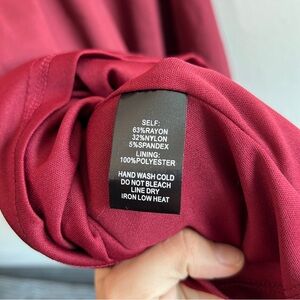 SELF:
63%RAYON
32%NYLON
5%SPANDEX
LINING:
100%POLYESTER
HAND WASH COLD
DO NOT BLEACH
LINE DRY
IRON LOW HEAT